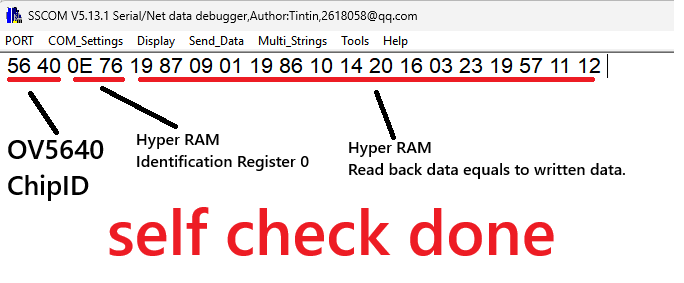 SSCOM V5.13.1 Serial/Net data debugger,Author:Tintin,2618058@qq.com
PORT COM_Settings Display Send_Data Multi_Strings Tools Help
56 40 0E 76 19 87 09 01 19 86 10 14 20 16 03 23 19 57 11 12
OV5640
ChipID
Hyper RAM
Identification Register 0
Hyper RAM
Read back data equals to written data.
self check done